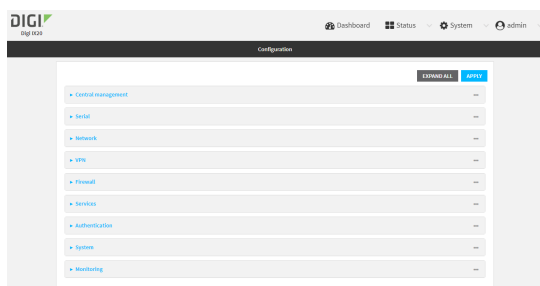 DIGI
Digi IX20
Dashboard
Status
System
admin
Configuration
EXPAND ALL
APPLY
Central management
Serial
Network
VPN
Firewall
Services
Authentication
System
Monitoring